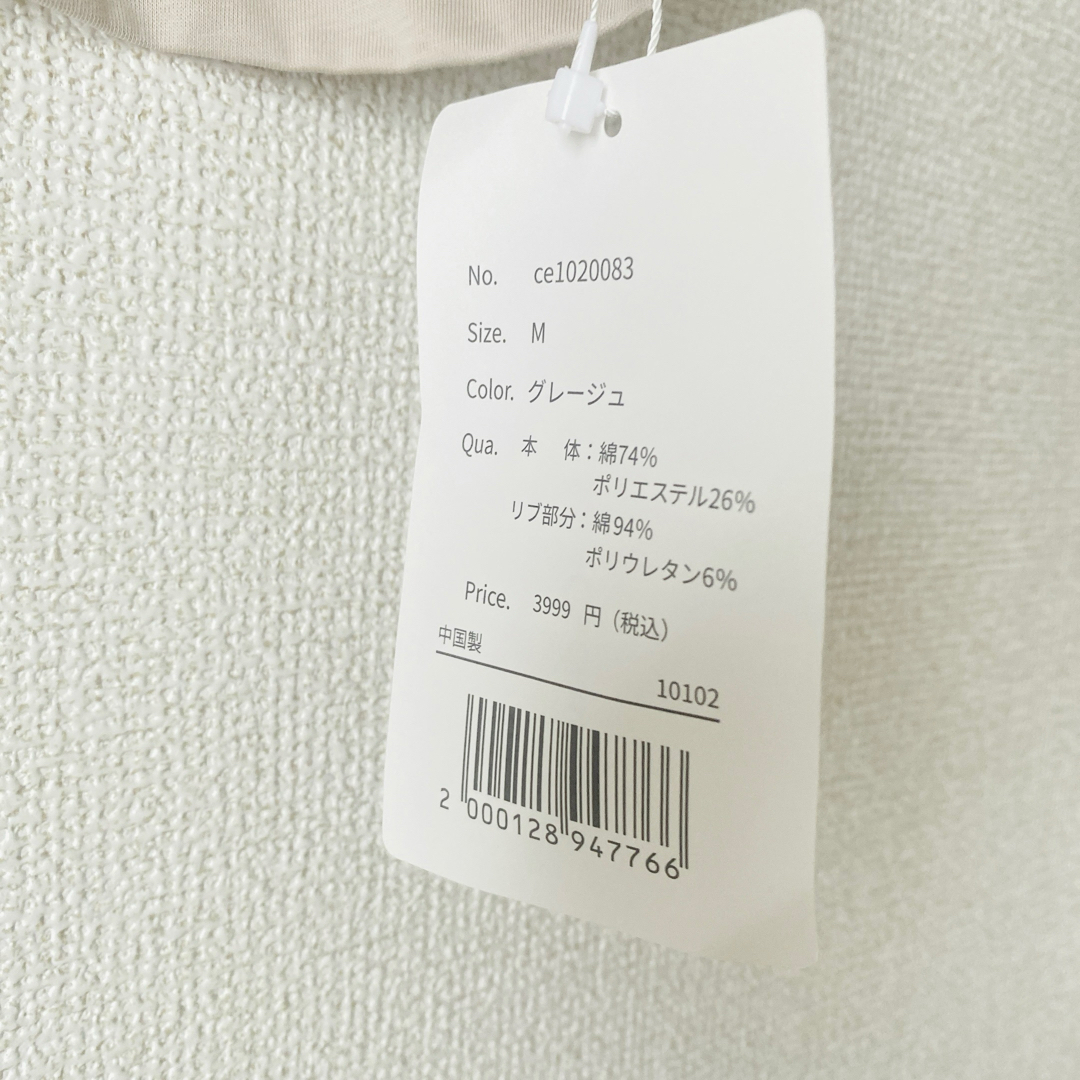 No. ce1020083
Size. M
Color. グレージュ
Qua. 本 体：綿74%
ポリエステル26%
リブ部分：綿94%
ポリウレタン6%
Price. 3999 円（税込）
中国製
10102
2 000128 947766